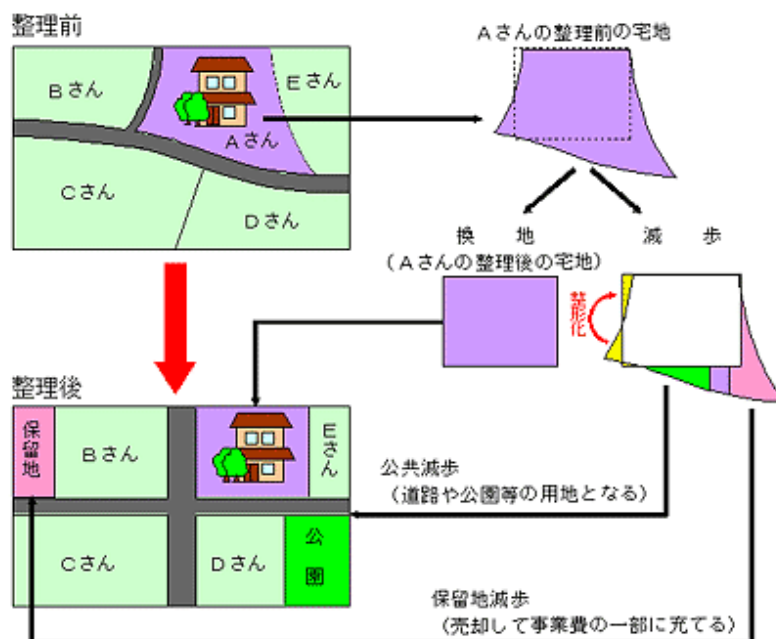 整理前
Bさん
Eさん
Aさん
Cさん
Dさん
Aさんの整理前の宅地
換 地
(Aさんの整理後の宅地)
減 歩
整形化
整理後
保留地
Bさん
Eさん
Cさん
Dさん
公園
公共減歩
(道路や公園等の用地となる)
保留地減歩
(売却して事業費の一部に充てる)